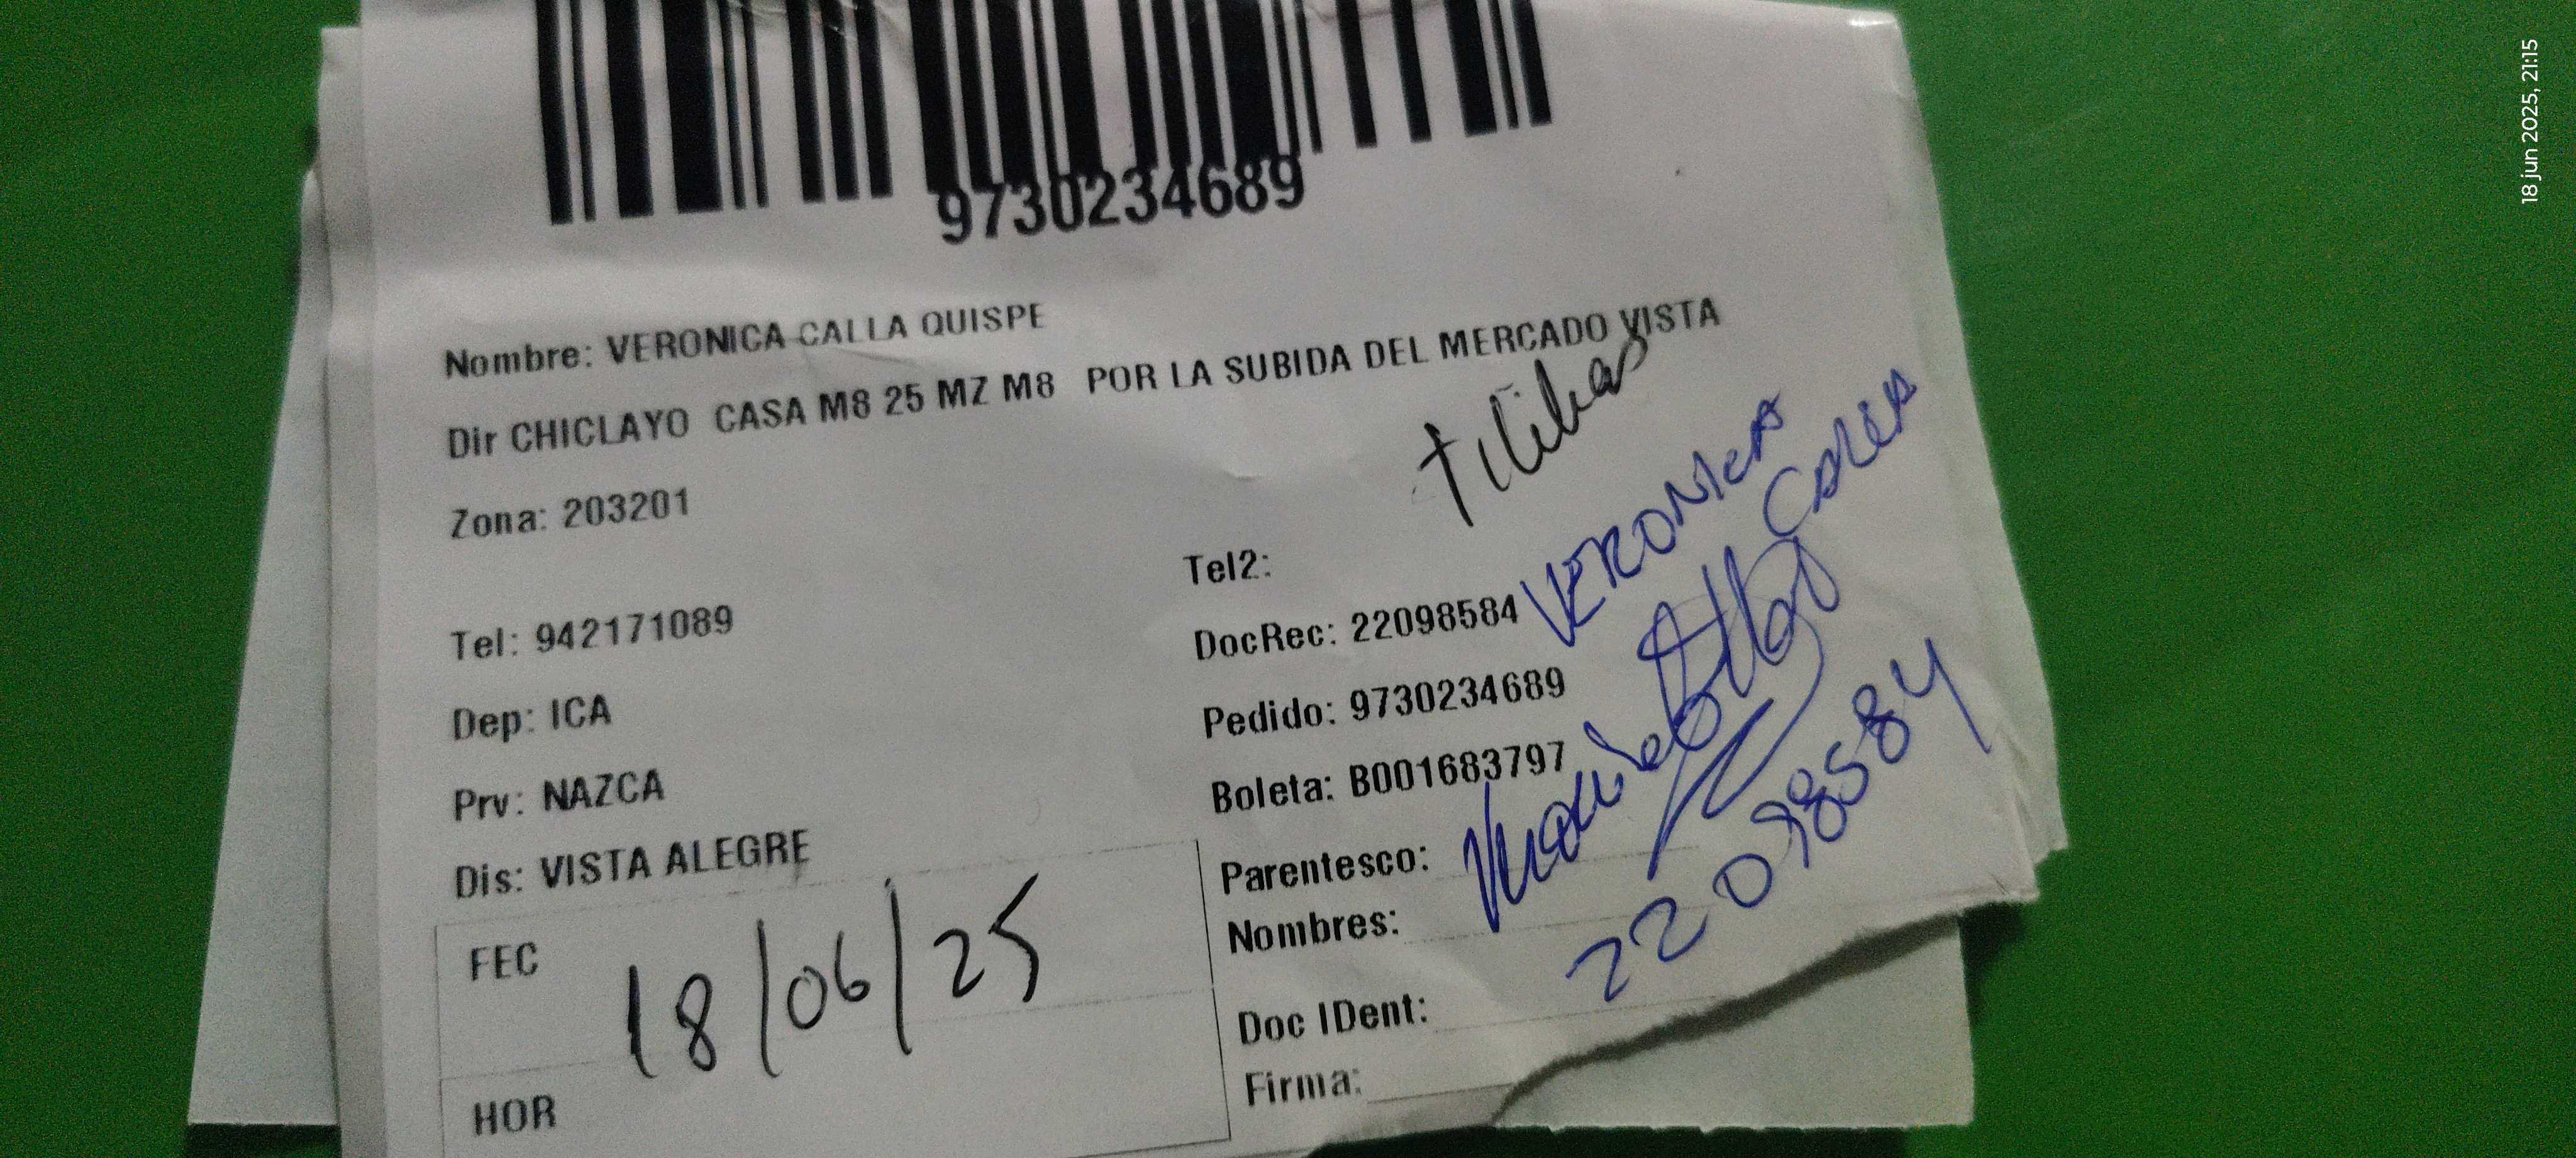 18 jun 2025, 21:15
9730234689
Nombre: VERONICA CALLA QUISPE
Dir CHICLAYO CASA M8 25 MZ M8 POR LA SUBIDA DEL MERCADO VISTA
Zona: 203201
Tel2:
Tel: 942171089
DocRec: 22098584
VERONICA
CALLA
Dep: ICA
Pedido: 9730234689
Prv: NAZCA
Boleta: B001683797
Dis: VISTA ALEGRE
Parentesco:
Nombres:
22098584
FEC 18/06/25
Doc IDent:
HOR
Firma: